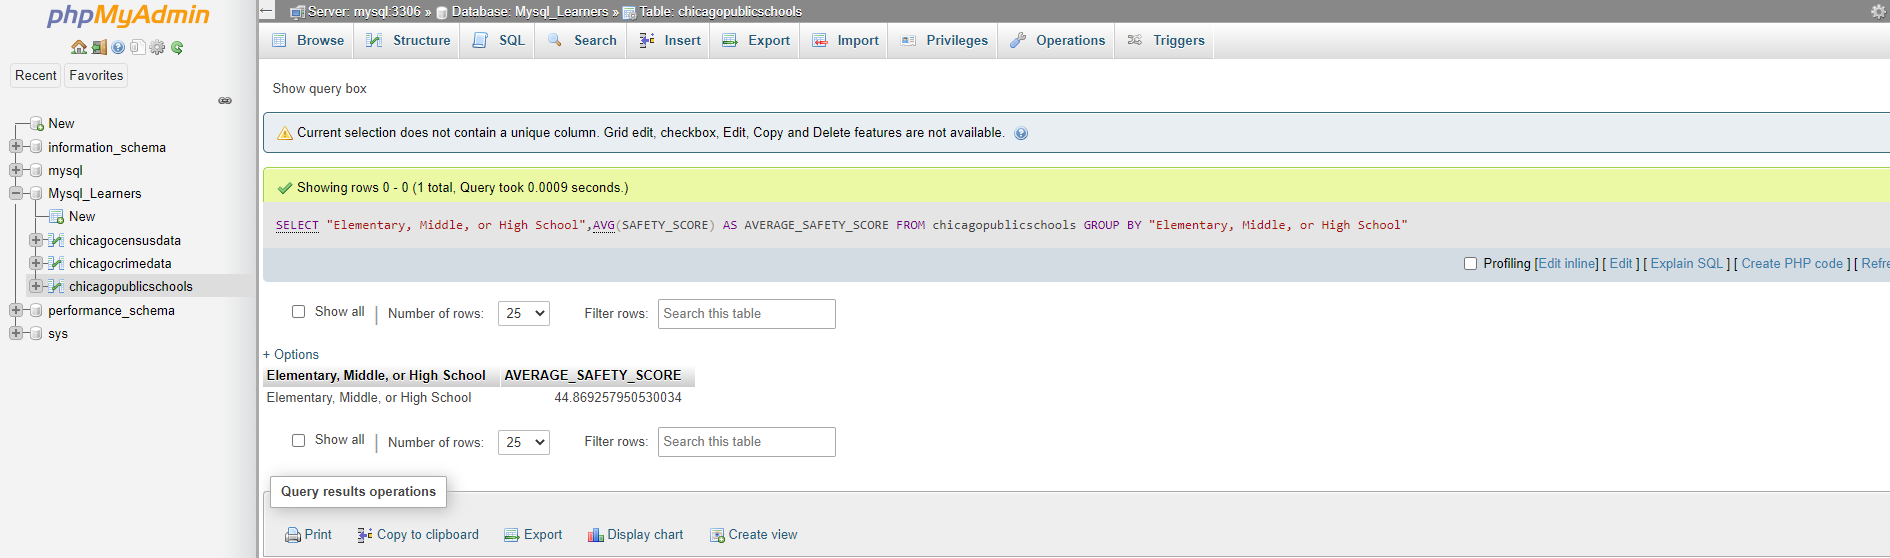 phpMyAdmin
Recent Favorites
New
information_schema
mysql
Mysql_Learners
New
chicagocensusdata
chicagocrimedata
chicagopublicschools
performance_schema
sys
Server: mysql:3306 » Database: Mysql_Learners » Table: chicagopublicschools
Browse Structure SQL Search Insert Export Import Privileges Operations Triggers
Show query box
Current selection does not contain a unique column. Grid edit, checkbox, Edit, Copy and Delete features are not available.
Showing rows 0 - 0 (1 total, Query took 0.0009 seconds.)
SELECT "Elementary, Middle, or High School",AVG(SAFETY_SCORE) AS AVERAGE_SAFETY_SCORE FROM chicagopublicschools GROUP BY "Elementary, Middle, or High School"
Profiling [Edit inline] [ Edit ] [ Explain SQL ] [ Create PHP code ] [ Refre
Show all | Number of rows: 25 Filter rows: Search this table
+ Options
Elementary, Middle, or High School AVERAGE_SAFETY_SCORE
Elementary, Middle, or High School 44.869257950530034
Show all | Number of rows: 25 Filter rows: Search this table
Query results operations
Print Copy to clipboard Export Display chart Create view